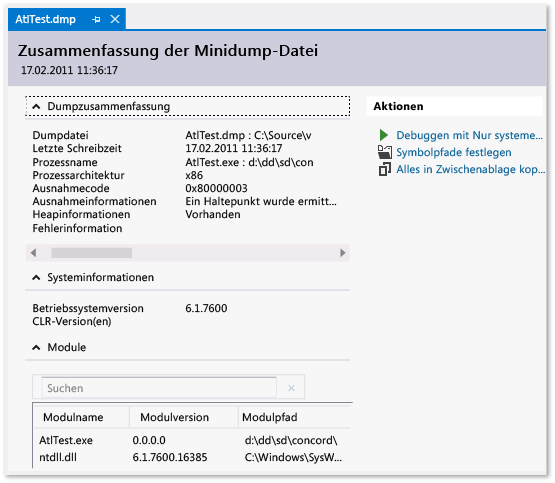 AtlTest.dmp
Zusammenfassung der Minidump-Datei
17.02.2011 11:36:17
Dumpzusammenfassung
Dumpdatei AtlTest.dmp : C:\Source\v
Letzte Schreibzeit 17.02.2011 11:36:17
Prozessname AtlTest.exe : d:\dd\sd\con
Prozessarchitektur x86
Ausnahmecode 0x80000003
Ausnahmeinformationen Ein Haltepunkt wurde ermitt...
Heapinformationen Vorhanden
Fehlerinformation
Systeminformationen
Betriebssystemversion 6.1.7600
CLR-Version(en)
Module
Suchen
Modulname Modulversion Modulpfad
AtlTest.exe 0.0.0.0 d:\dd\sd\concord\
ntdll.dll 6.1.7600.16385 C:\Windows\SysW...
Aktionen
Debuggen mit Nur systeme...
Symbolpfade festlegen
Alles in Zwischenablage kop...